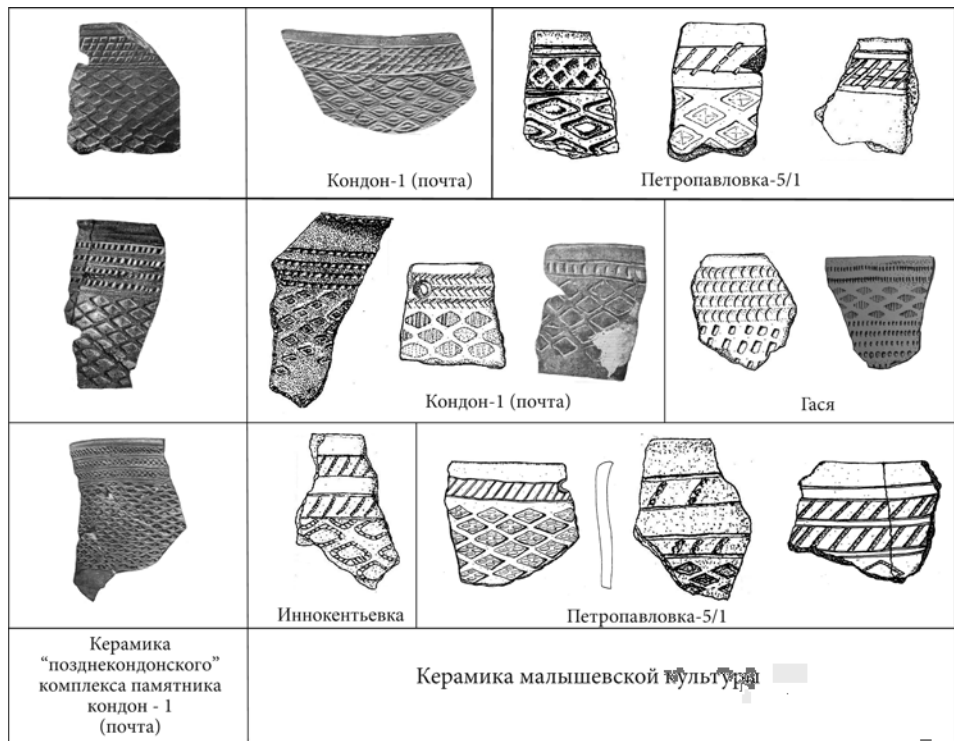 Кондон-1 (почта)
Петропавловка-5/1
Кондон-1 (почта)
Гася
Иннокентьевка
Петропавловка-5/1
Керамика
“позднекондонского”
комплекса памятника
кондон - 1
(почта)
Керамика малышевской культуры